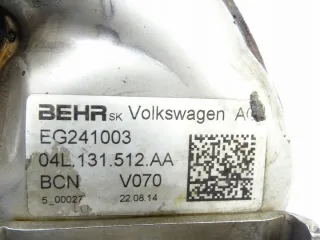 BEHR SK Volkswagen AG
EG241003
04L.131.512.AA
BCN V070
5_00027 22.08.14